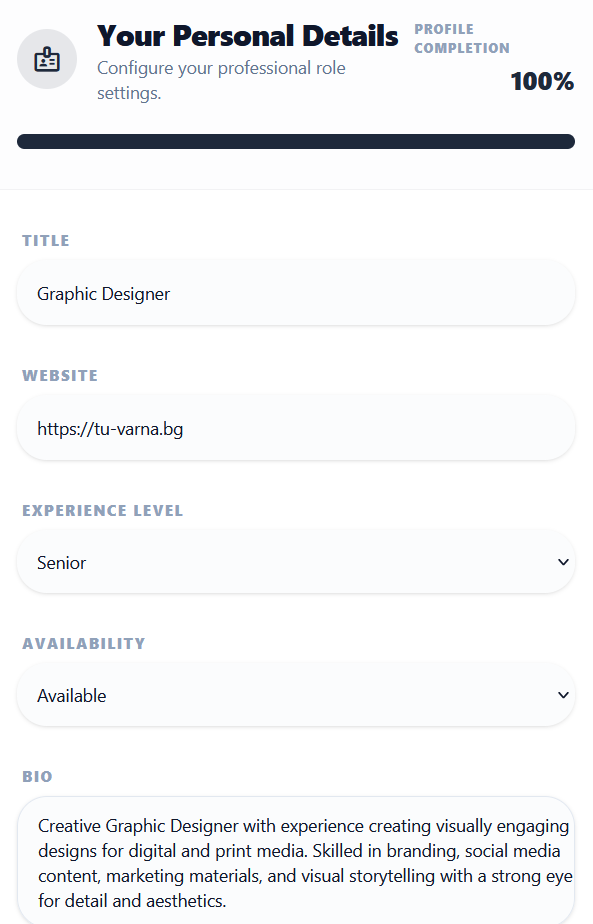 Your Personal Details
Configure your professional role
settings.
PROFILE
COMPLETION
100%
TITLE
Graphic Designer
WEBSITE
https://tu-varna.bg
EXPERIENCE LEVEL
Senior
AVAILABILITY
Available
BIO
Creative Graphic Designer with experience creating visually engaging
designs for digital and print media. Skilled in branding, social media
content, marketing materials, and visual storytelling with a strong eye
for detail and aesthetics.